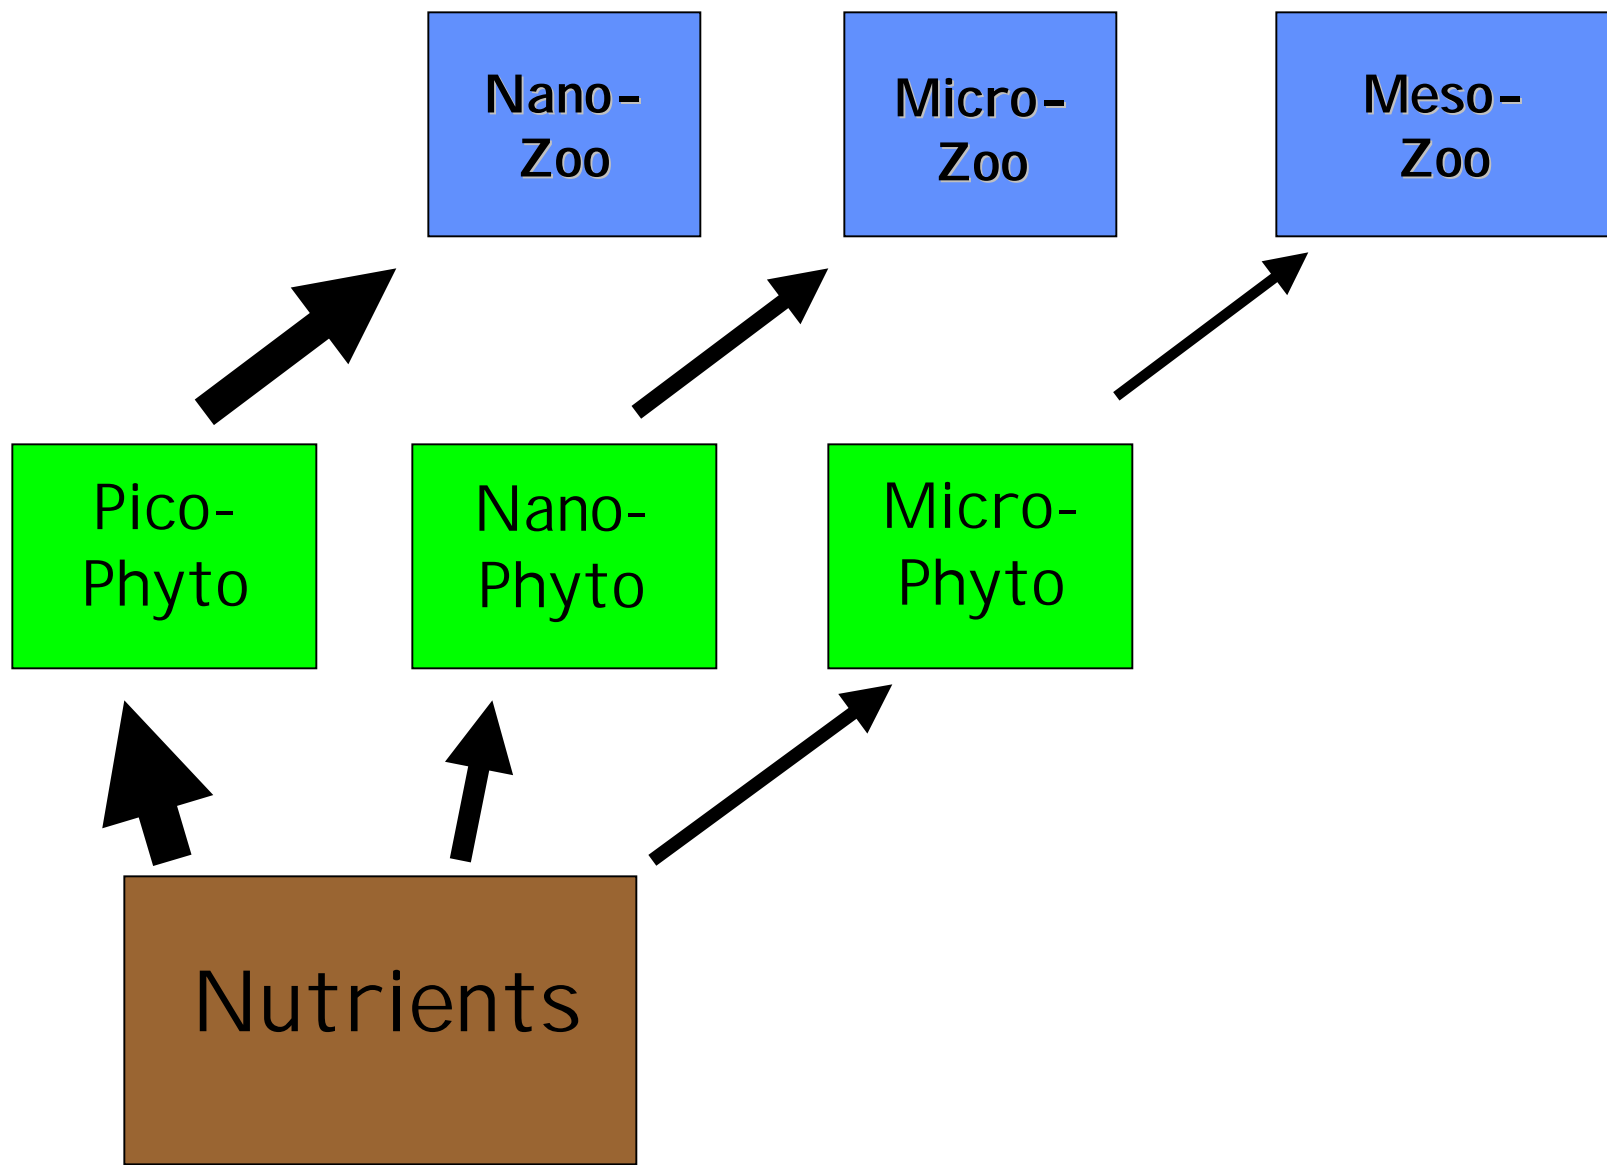 Nano-
Zoo
Micro-
Zoo
Meso-
Zoo
Pico-
Phyto
Nano-
Phyto
Micro-
Phyto
Nutrients